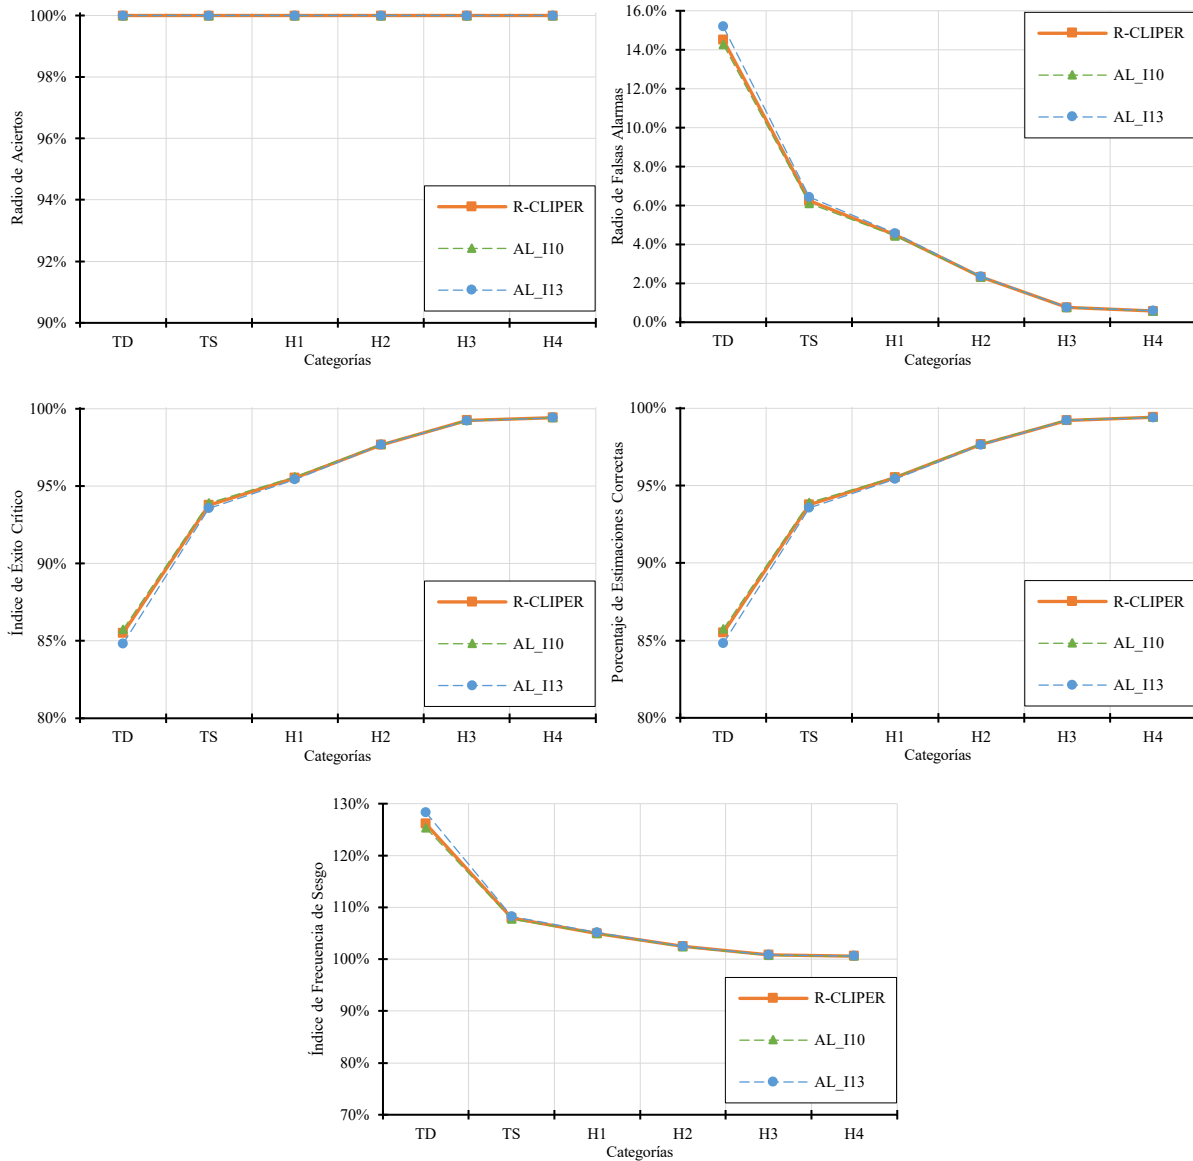 100%
98%
96%
94%
92%
90%
Radio de Aciertos
R-CLIPER
AL_I10
AL_I13
TD TS H1 H2 H3 H4
Categorías
16.0%
14.0%
12.0%
10.0%
8.0%
6.0%
4.0%
2.0%
0.0%
Radio de Falsas Alarmas
R-CLIPER
AL_I10
AL_I13
TD TS H1 H2 H3 H4
Categorías
100%
95%
90%
85%
80%
Índice de Éxito Crítico
R-CLIPER
AL_I10
AL_I13
TD TS H1 H2 H3 H4
Categorías
100%
95%
90%
85%
80%
Porcentaje de Estimaciones Correctas
R-CLIPER
AL_I10
AL_I13
TD TS H1 H2 H3 H4
Categorías
130%
120%
110%
100%
90%
80%
70%
Índice de Frecuencia de Sesgo
R-CLIPER
AL_I10
AL_I13
TD TS H1 H2 H3 H4
Categorías